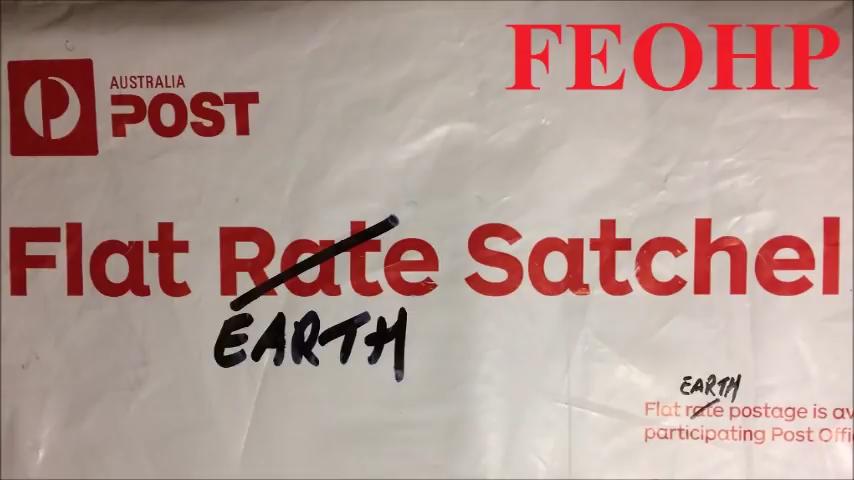 FEOHP
AUSTRALIA
POST
Flat Rate Satchel
EARTH
EARTH
Flat rate postage is av
participating Post Offi